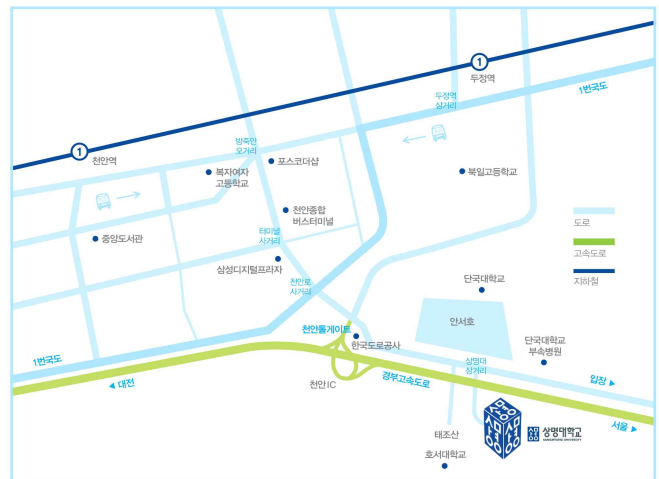 1
두정역
1번국도
두정역
삼거리
방죽안
오거리
1
천안역
포스코더샵
복자여자
고등학교
북일고등학교
천안종합
버스터미널
도로
터미널
사거리
중앙도서관
고속도로
삼성디지털프라자
지하철
천안로
사거리
단국대학교
안서호
천안톨게이트
한국도로공사
단국대학교
부속병원
1번국도
상명대
삼거리
◀ 대전
천안IC
경부고속도로
입장 ▶
서울 ▶
상명대학교
태조산
호서대학교